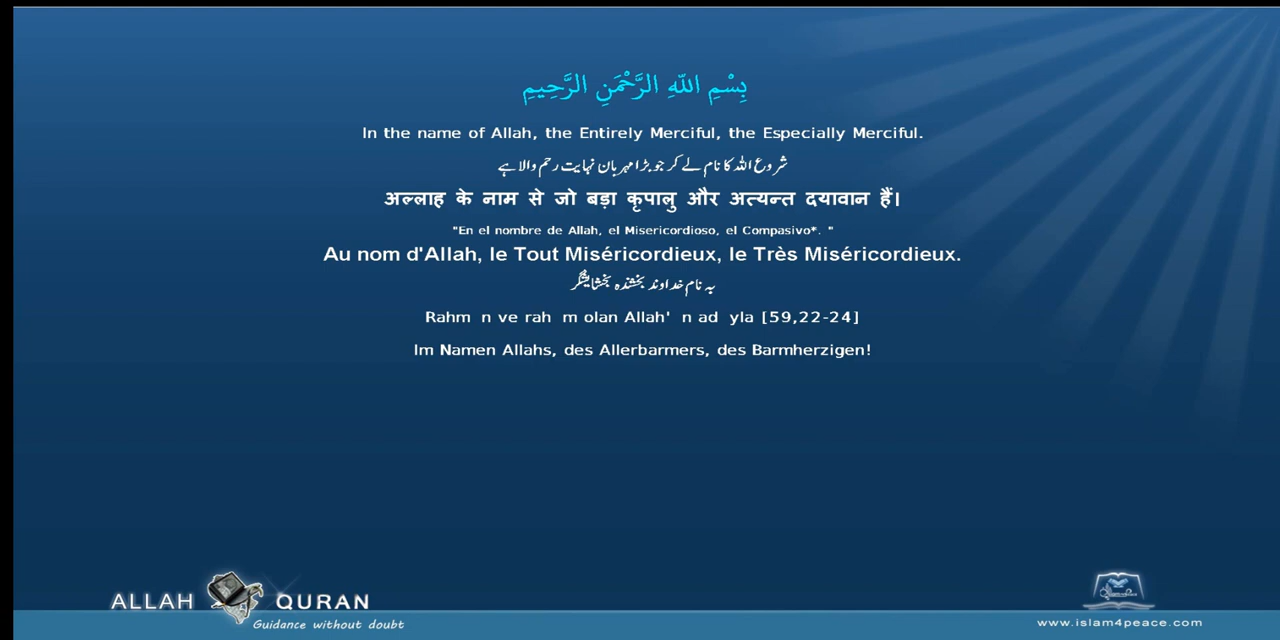 بِسْمِ اللّهِ الرَّحْمَنِ الرَّحِيمِ
In the name of Allah, the Entirely Merciful, the Especially Merciful.
شروع الله کا نام لے کر جو بڑا مہربان نہایت رحم والا ہے
अल्लाह के नाम से जो बड़ा कृपालु और अत्यन्त दयावान हैं।
"En el nombre de Allah, el Misericordioso, el Compasivo*. "
Au nom d'Allah, le Tout Miséricordieux, le Très Miséricordieux.
به نام خداوند بخشنده بخشایشگر
Rahm n ve rah m olan Allah' n ad yla [59,22-24]
Im Namen Allahs, des Allerbarmers, des Barmherzigen!
ALLAH QURAN
Guidance without doubt
www.islam4peace.com